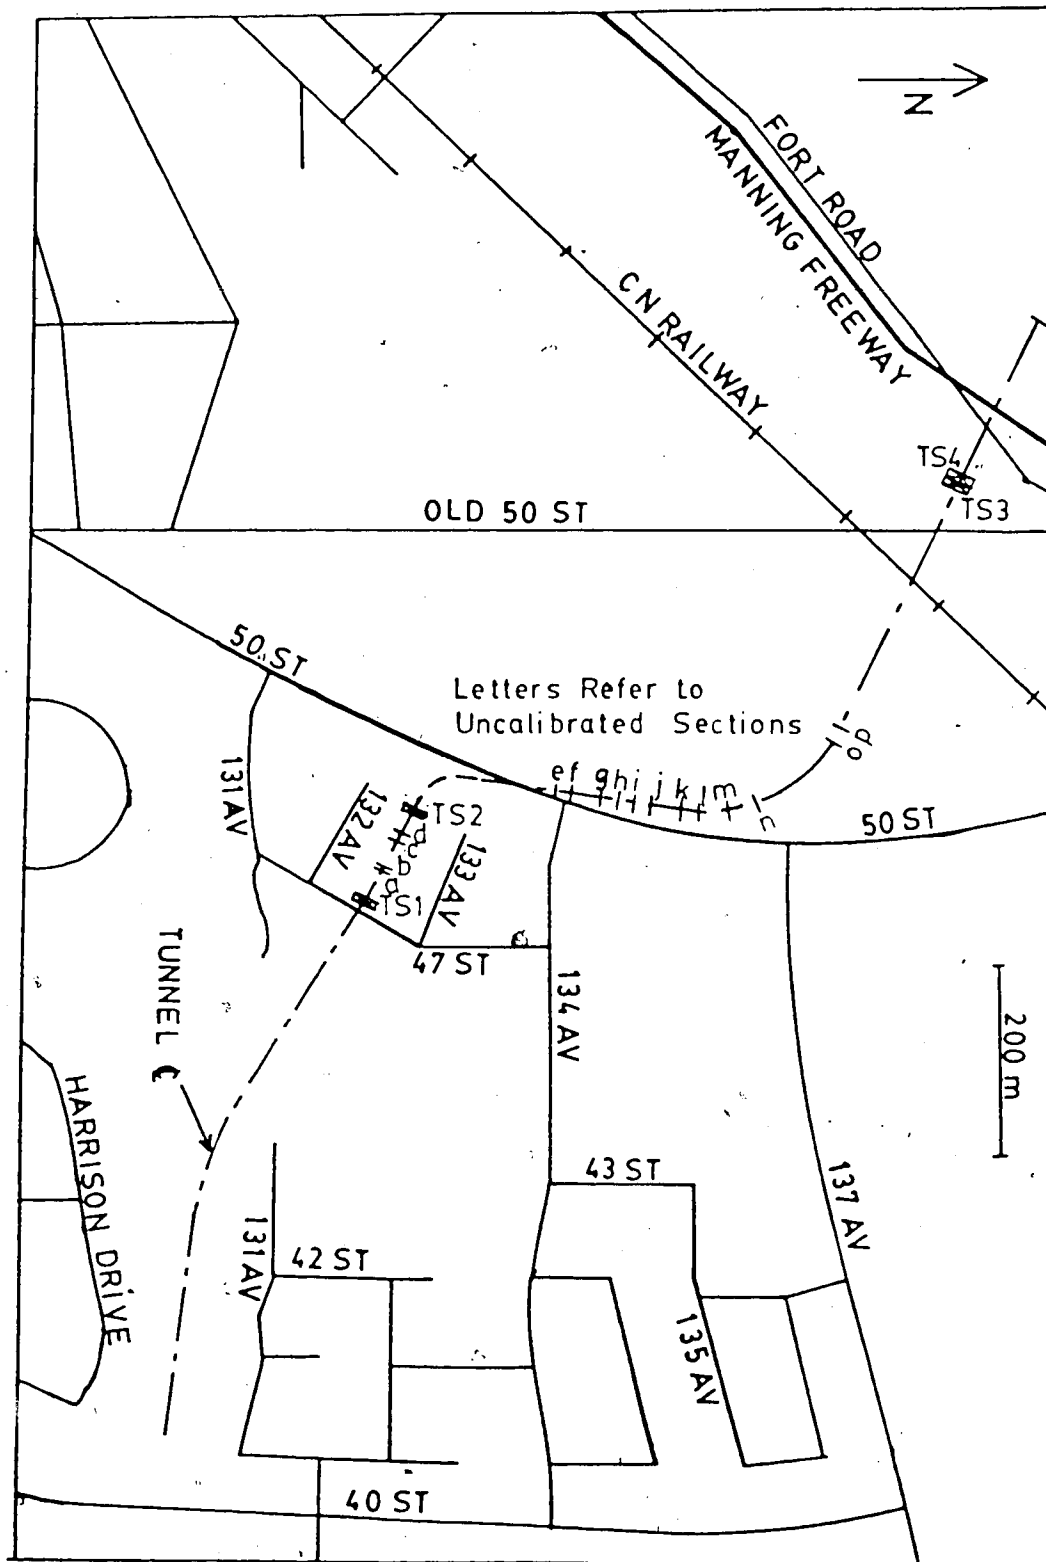 N
FORT ROAD
MANNING FREEWAY
CN RAILWAY
TS4
TS3
OLD 50 ST
50 ST
Letters Refer to
Uncalibrated Sections
p
o
e f g h i j k l m
n
131 AV
132 AV
TS2
d
c
b
a
133 AV
TS1
50 ST
47 ST
TUNNEL ℄
134 AV
200 m
HARRISON DRIVE
43 ST
137 AV
131 AV
42 ST
135 AV
40 ST